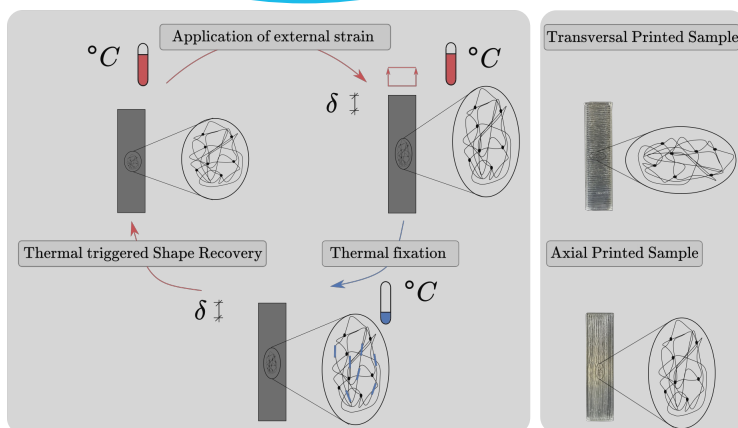 Application of external strain
Transversal Printed Sample
°C
°C
δ
Thermal triggered Shape Recovery
Thermal fixation
Axial Printed Sample
°C
δ